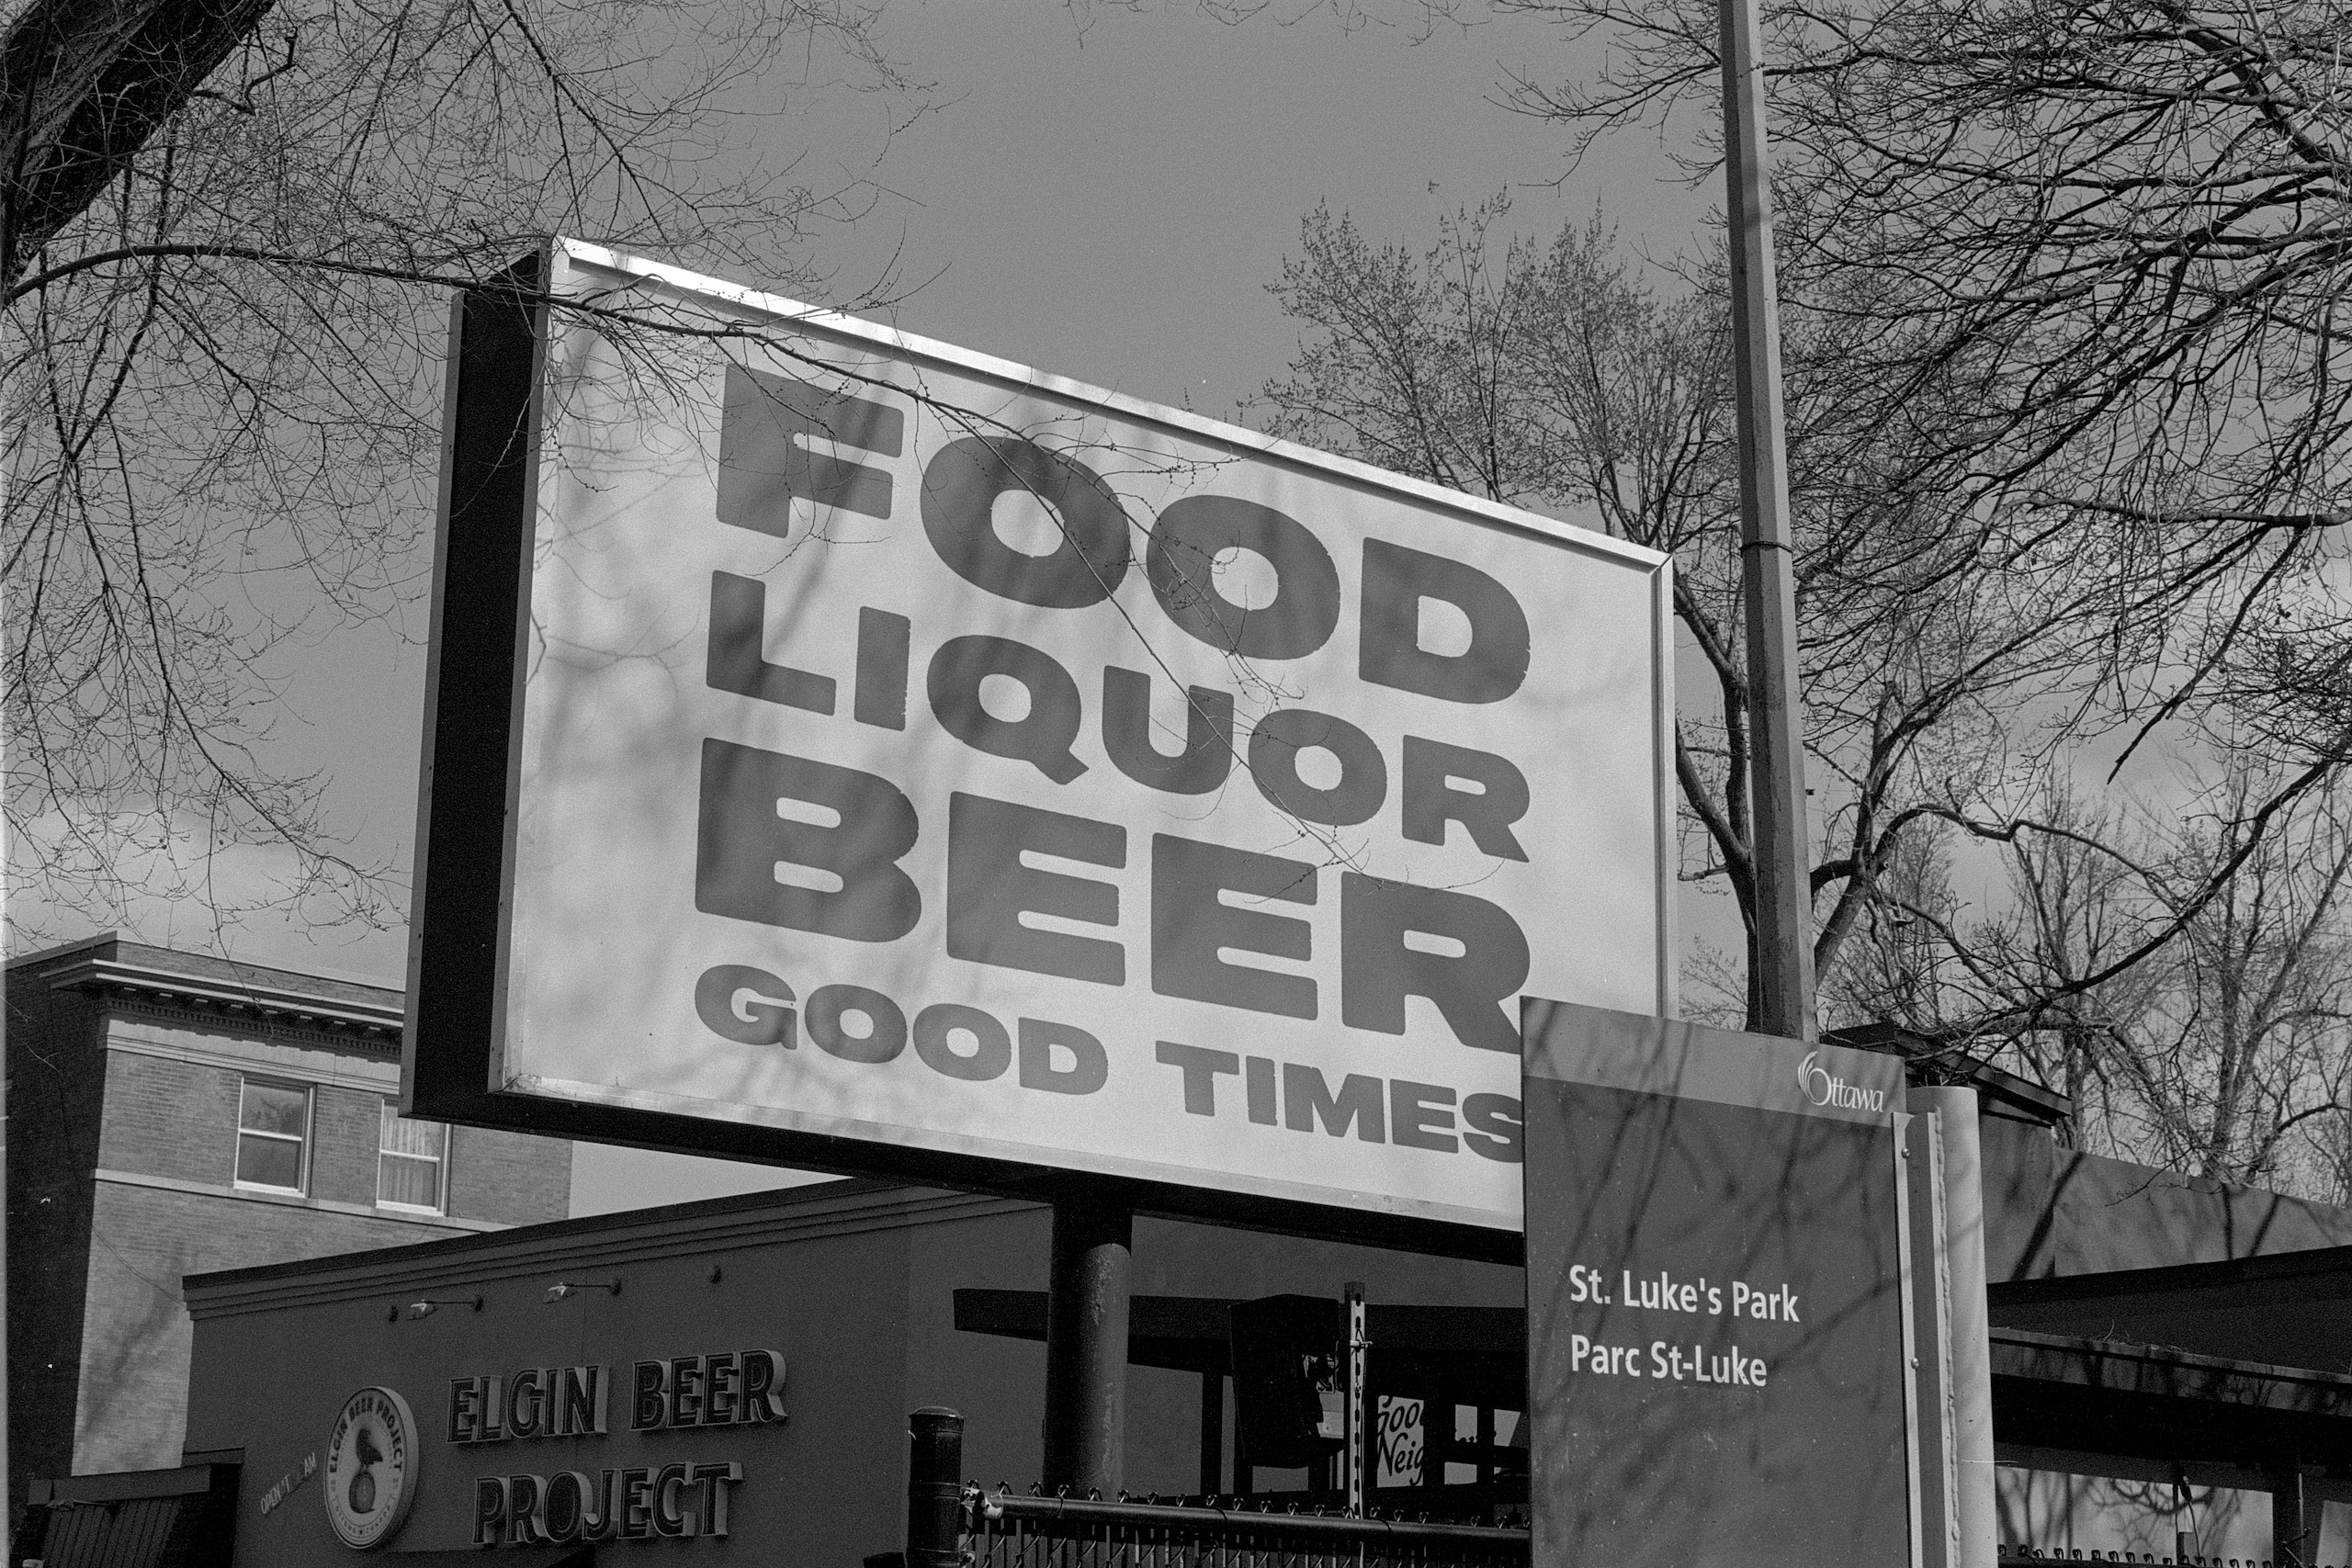 FOOD
LIQUOR
BEER
GOOD TIMES
Ottawa
St. Luke's Park
Parc St-Luke
ELGIN BEER
PROJECT
ELGIN BEER PROJECT